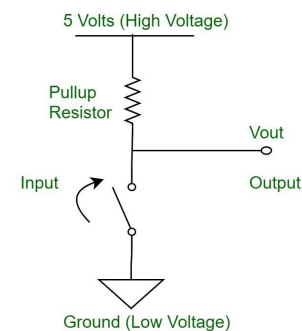 5 Volts (High Voltage)
Pullup
Resistor
Vout
Input
Output
Ground (Low Voltage)